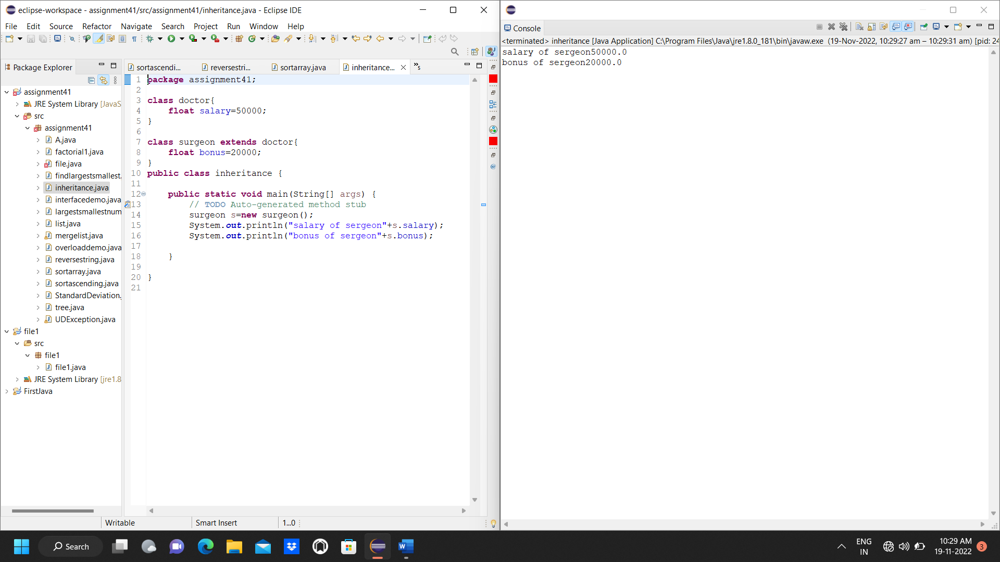 eclipse-workspace - assignment41/src/assignment41/inheritance.java - Eclipse IDE
File Edit Source Refactor Navigate Search Project Run Window Help
Package Explorer
assignment41
JRE System Library [JavaS
src
assignment41
A.java
factorial1.java
file.java
findlargestsmallest.
inheritance.java
interfacedemo.java
largestsmallestnum
list.java
mergelist.java
overloaddemo.java
reversestring.java
sortarray.java
sortascending.java
StandardDeviation.
tree.java
UDException.java
file1
src
file1
file1.java
JRE System Library [jre1.8
FirstJava
sortascendi... reversestri... sortarray.java inheritance... »5
1 package assignment41;
2
3 class doctor{
4 float salary=50000;
5 }
6
7 class surgeon extends doctor{
8 float bonus=20000;
9 }
10 public class inheritance {
11
12 public static void main(String[] args) {
13 // TODO Auto-generated method stub
14 surgeon s=new surgeon();
15 System.out.println("salary of sergeon"+s.salary);
16 System.out.println("bonus of sergeon"+s.bonus);
17
18 }
19
20 }
21
Writable Smart Insert 1...0
Console
<terminated> inheritance [Java Application] C:\Program Files\Java\jre1.8.0_181\bin\javaw.exe (19-Nov-2022, 10:29:27 am – 10:29:31 am) [pid: 24
salary of sergeon50000.0
bonus of sergeon20000.0
Search
ENG
IN
10:29 AM
19-11-2022
3